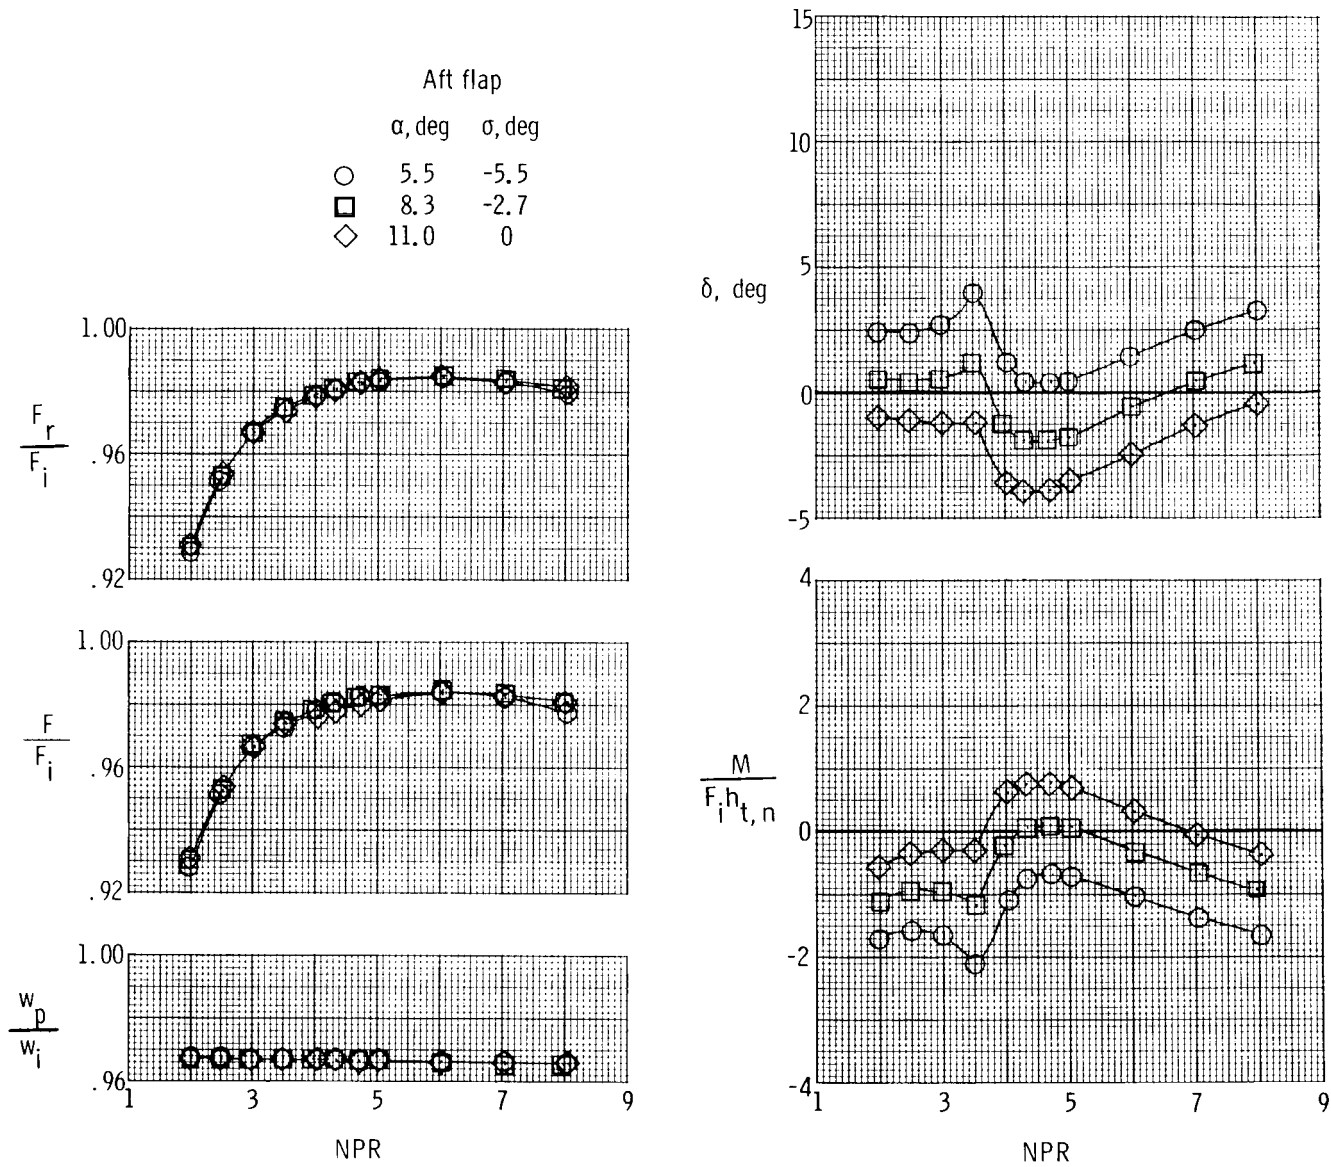 Aft flap
α, deg σ, deg
5.5 -5.5
8.3 -2.7
11.0 0
1.00
.96
.92
F_r
F_i
1.00
.96
.92
F
F_i
1.00
.96
w_p
w_i
1 3 5 7 9
NPR
15
10
5
0
-5
δ, deg
4
2
0
-2
-4
M
F_i h_t,n
1 3 5 7 9
NPR